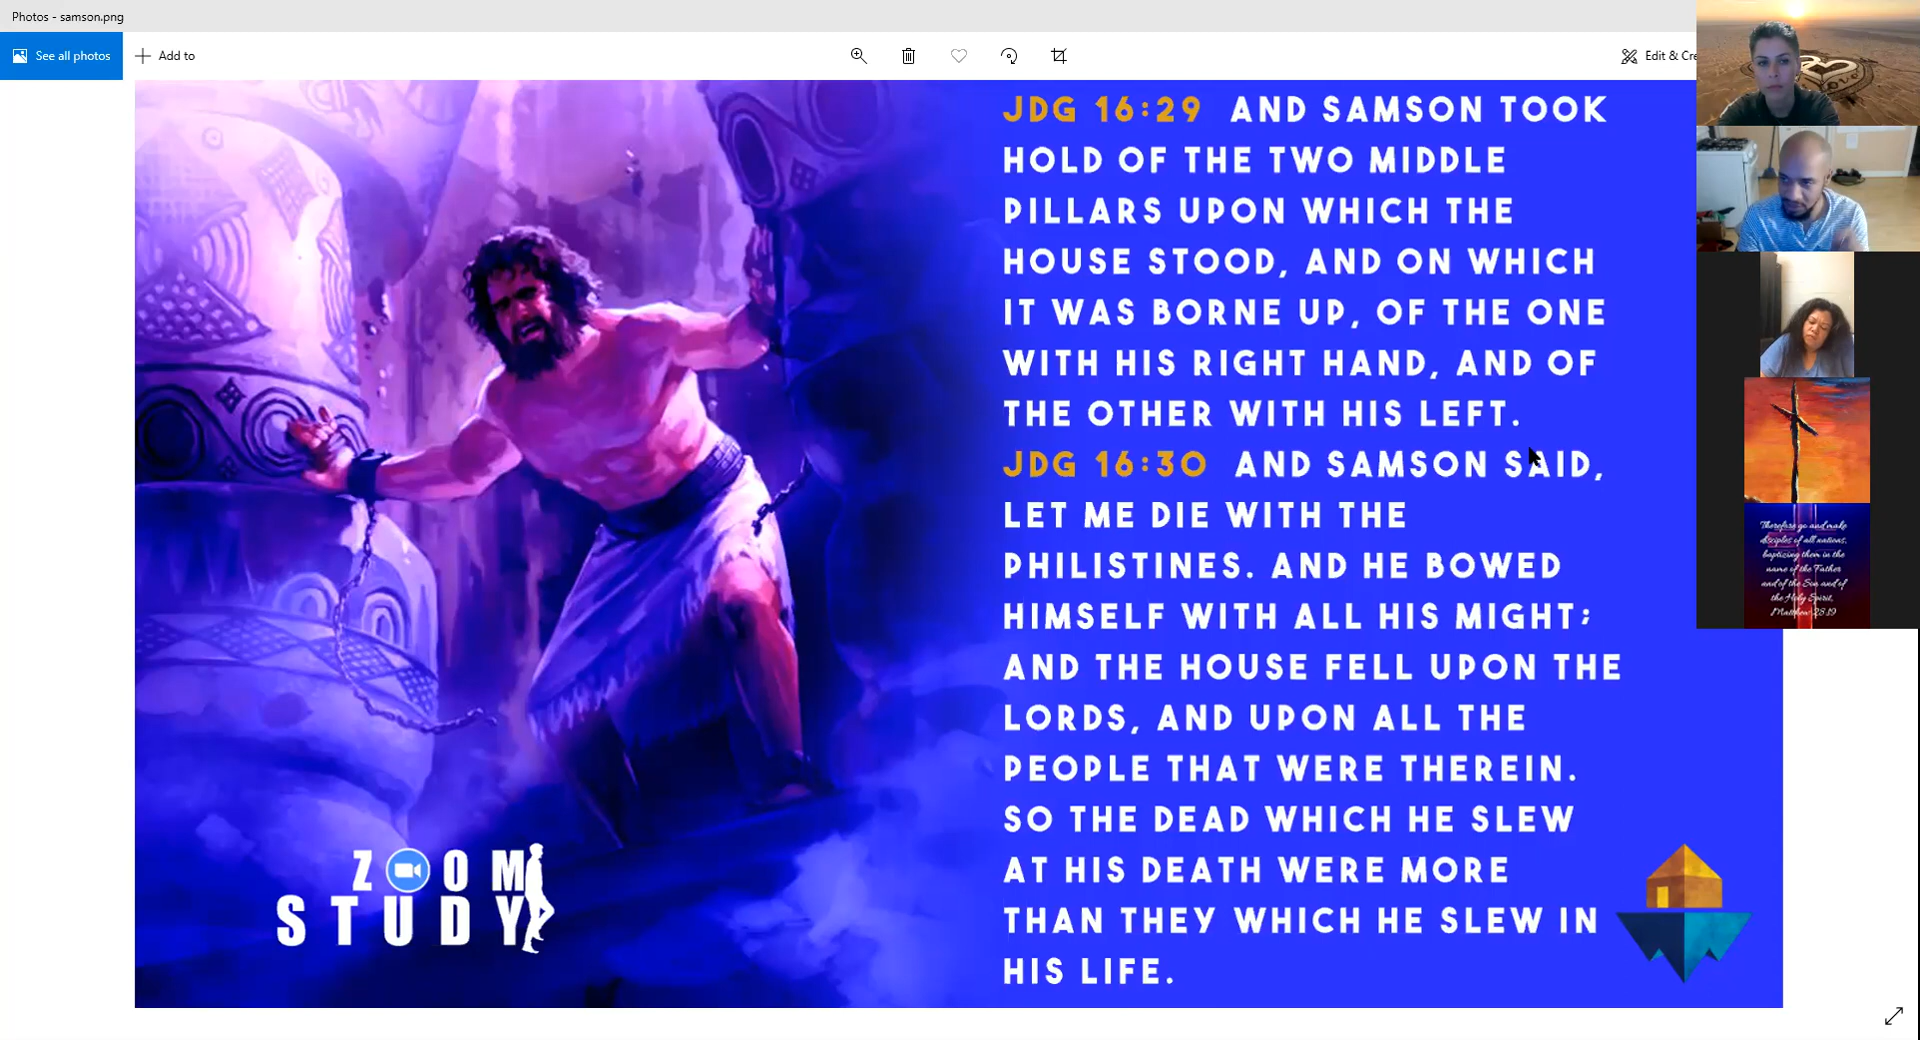 Photos - samson.png
See all photos
Add to
Edit & Cre
JDG 16:29 AND SAMSON TOOK
HOLD OF THE TWO MIDDLE
PILLARS UPON WHICH THE
HOUSE STOOD, AND ON WHICH
IT WAS BORNE UP, OF THE ONE
WITH HIS RIGHT HAND, AND OF
THE OTHER WITH HIS LEFT.
JDG 16:30 AND SAMSON SAID,
LET ME DIE WITH THE
PHILISTINES. AND HE BOWED
HIMSELF WITH ALL HIS MIGHT;
AND THE HOUSE FELL UPON THE
LORDS, AND UPON ALL THE
PEOPLE THAT WERE THEREIN.
SO THE DEAD WHICH HE SLEW
AT HIS DEATH WERE MORE
THAN THEY WHICH HE SLEW IN
HIS LIFE.
ZOOM
STUDY
Love
Therefore go and make
disciples of all nations,
baptizing them in the
name of the Father
and of the Son and of
the Holy Spirit,
Matthew 28:19